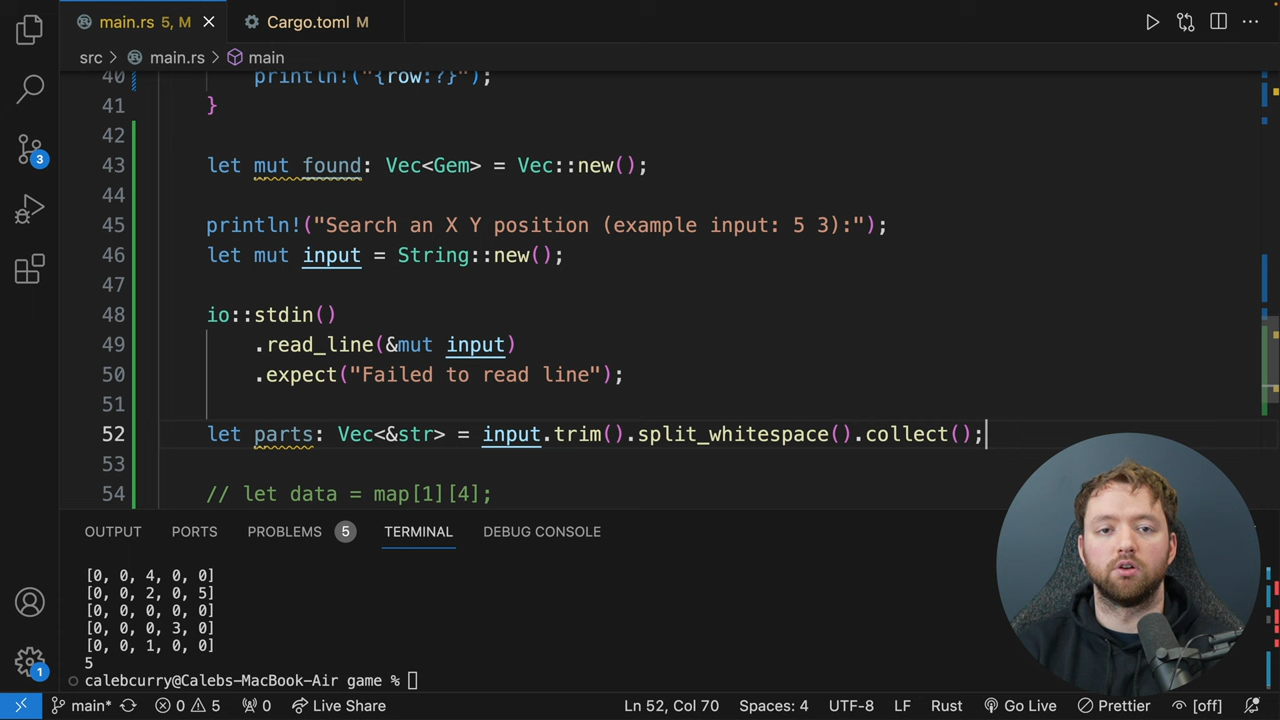 main.rs 5, M
Cargo.toml M
src > main.rs > main
40 println!("{row:?}");
41 }
42
43 let mut found: Vec<Gem> = Vec::new();
44
45 println!("Search an X Y position (example input: 5 3):");
46 let mut input = String::new();
47
48 io::stdin()
49 .read_line(&mut input)
50 .expect("Failed to read line");
51
52 let parts: Vec<&str> = input.trim().split_whitespace().collect();
53
54 // let data = map[1][4];
3
OUTPUT PORTS PROBLEMS 5 TERMINAL DEBUG CONSOLE
[0, 0, 4, 0, 0]
[0, 0, 2, 0, 5]
[0, 0, 0, 0, 0]
[0, 0, 0, 3, 0]
[0, 0, 1, 0, 0]
5
calebcurry@Calebs-MacBook-Air game %
1
main* 0 5 0 Live Share Ln 52, Col 70 Spaces: 4 UTF-8 LF Rust Go Live Prettier [off]